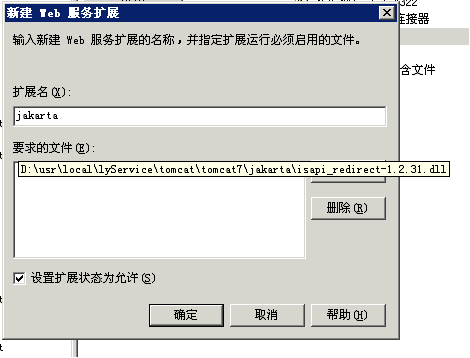 新建 Web 服务扩展
322
连接器
输入新建 Web 服务扩展的名称，并指定扩展运行必须启用的文件。
含文件
扩展名(X):
jakarta
要求的文件(E):
D:\usr\local\lyService\tomcat\tomcat7\jakarta\isapi_redirect-1.2.31.dll
删除(R)
设置扩展状态为允许(S)
确定
取消
帮助(H)